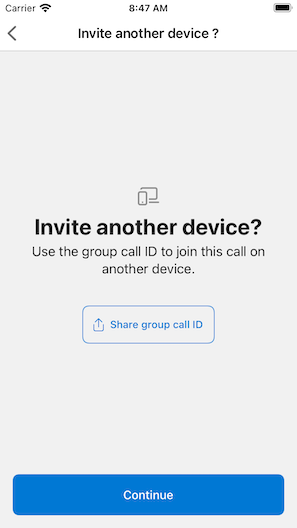 Carrier 8:47 AM
Invite another device ?
Invite another device?
Use the group call ID to join this call on
another device.
Share group call ID
Continue